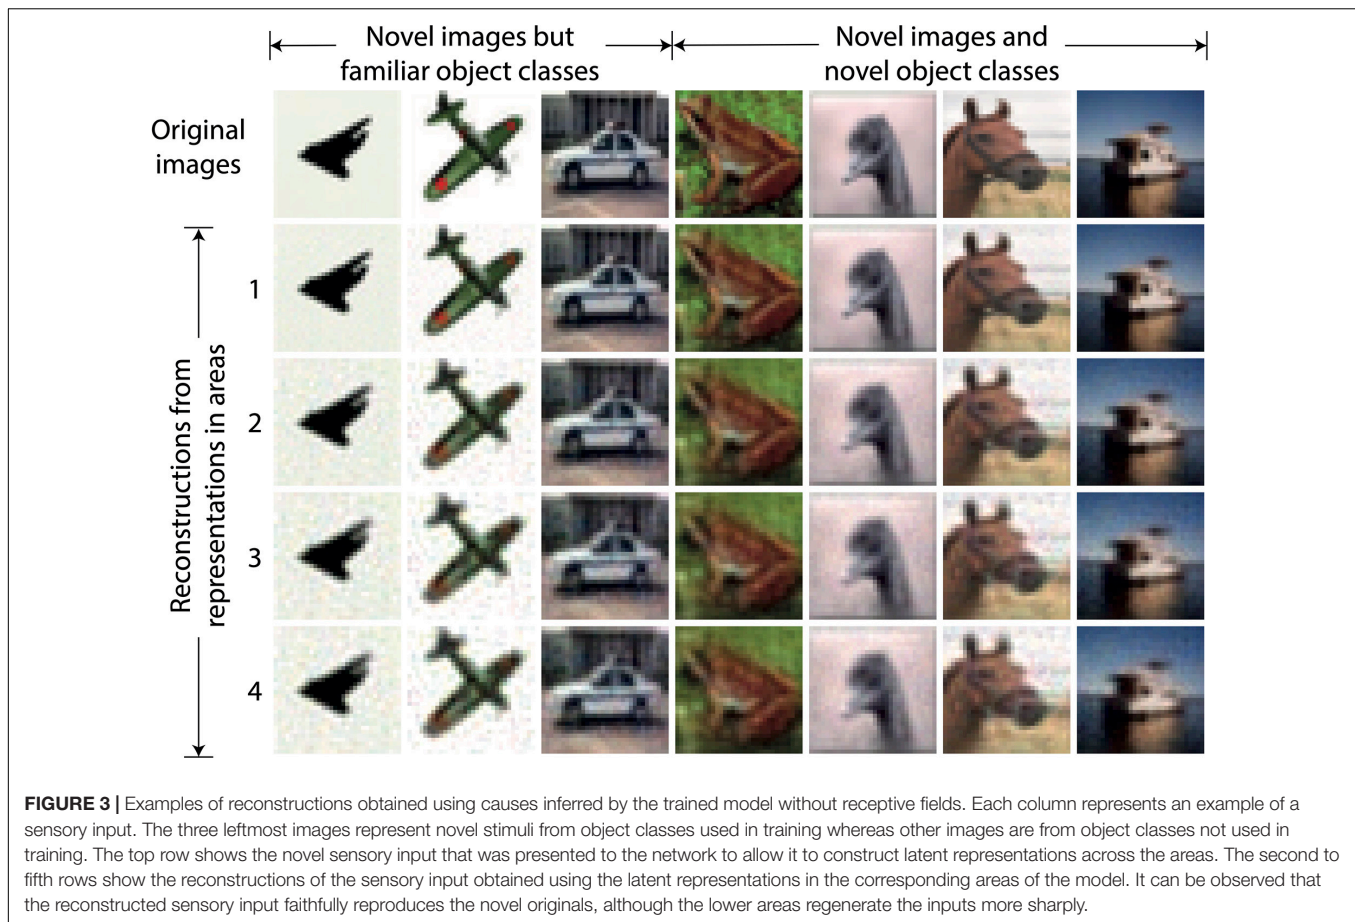 Novel images but
familiar object classes
Novel images and
novel object classes
Original
images
Reconstructions from
representations in areas
1
2
3
4
FIGURE 3 | Examples of reconstructions obtained using causes inferred by the trained model without receptive fields. Each column represents an example of a
sensory input. The three leftmost images represent novel stimuli from object classes used in training whereas other images are from object classes not used in
training. The top row shows the novel sensory input that was presented to the network to allow it to construct latent representations across the areas. The second to
fifth rows show the reconstructions of the sensory input obtained using the latent representations in the corresponding areas of the model. It can be observed that
the reconstructed sensory input faithfully reproduces the novel originals, although the lower areas regenerate the inputs more sharply.